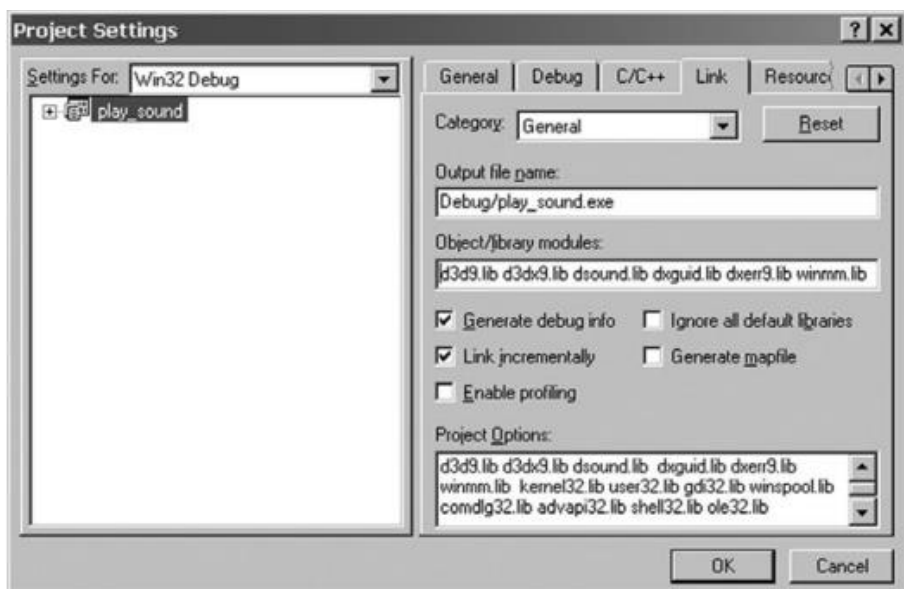 Project Settings
Settings For: Win32 Debug
play_sound
General Debug C/C++ Link Resourc
Category: General Reset
Output file name:
Debug/play_sound.exe
Object/library modules:
d3d9.lib d3dx9.lib dsound.lib dxguid.lib dxerr9.lib winmm.lib
Generate debug info Ignore all default libraries
Link incrementally Generate mapfile
Enable profiling
Project Options:
d3d9.lib d3dx9.lib dsound.lib dxguid.lib dxerr9.lib
winmm.lib kernel32.lib user32.lib gdi32.lib winspool.lib
comdlg32.lib advapi32.lib shell32.lib ole32.lib
OK Cancel